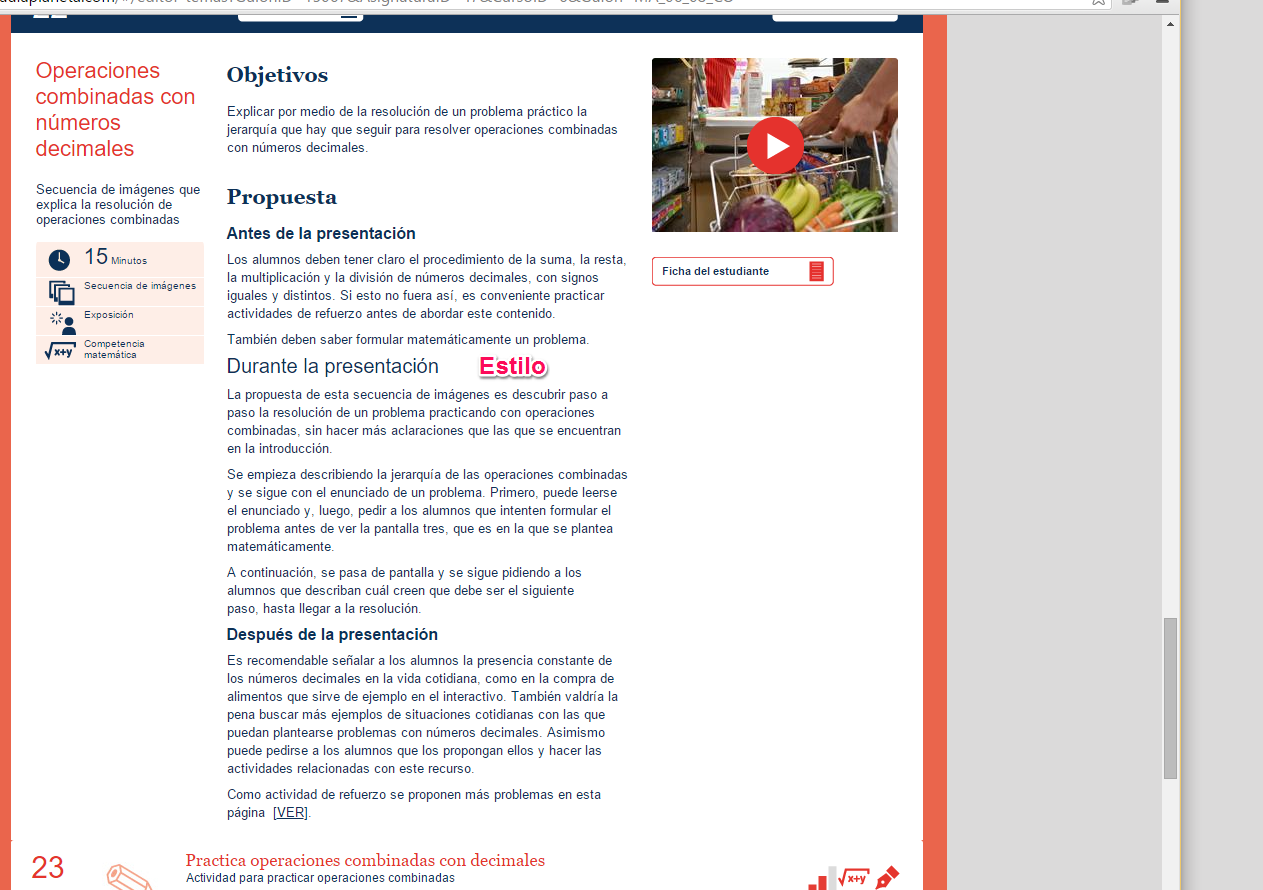 Operaciones
combinadas con
números
decimales
Secuencia de imágenes que
explica la resolución de
operaciones combinadas
15 Minutos
Secuencia de imágenes
Exposición
√x+y Competencia
matemática
Objetivos
Explicar por medio de la resolución de un problema práctico la
jerarquía que hay que seguir para resolver operaciones combinadas
con números decimales.
Propuesta
Antes de la presentación
Los alumnos deben tener claro el procedimiento de la suma, la resta,
la multiplicación y la división de números decimales, con signos
iguales y distintos. Si esto no fuera así, es conveniente practicar
actividades de refuerzo antes de abordar este contenido.
También deben saber formular matemáticamente un problema.
Durante la presentación Estilo
La propuesta de esta secuencia de imágenes es descubrir paso a
paso la resolución de un problema practicando con operaciones
combinadas, sin hacer más aclaraciones que las que se encuentran
en la introducción.
Se empieza describiendo la jerarquía de las operaciones combinadas
y se sigue con el enunciado de un problema. Primero, puede leerse
el enunciado y, luego, pedir a los alumnos que intenten formular el
problema antes de ver la pantalla tres, que es en la que se plantea
matemáticamente.
A continuación, se pasa de pantalla y se sigue pidiendo a los
alumnos que describan cuál creen que debe ser el siguiente
paso, hasta llegar a la resolución.
Después de la presentación
Es recomendable señalar a los alumnos la presencia constante de
los números decimales en la vida cotidiana, como en la compra de
alimentos que sirve de ejemplo en el interactivo. También valdría la
pena buscar más ejemplos de situaciones cotidianas con las que
puedan plantearse problemas con números decimales. Asimismo
puede pedirse a los alumnos que los propongan ellos y hacer las
actividades relacionadas con este recurso.
Como actividad de refuerzo se proponen más problemas en esta
página [VER].
Ficha del estudiante
23
Practica operaciones combinadas con decimales
Actividad para practicar operaciones combinadas
√x+y